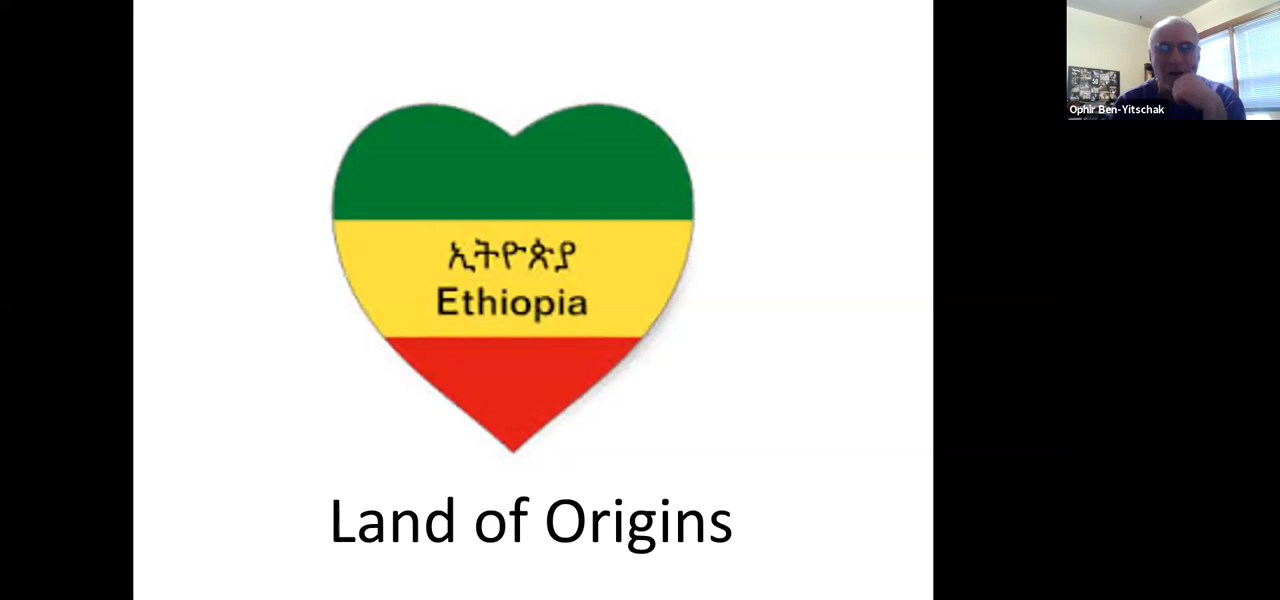 ኢትዮጵያ
Ethiopia
Land of Origins
Ophir Ben-Yitschak